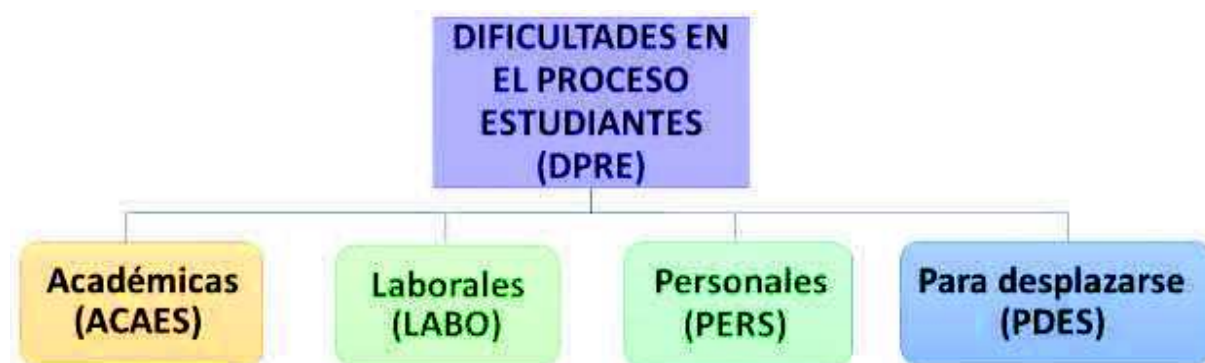 DIFICULTADES EN
EL PROCESO
ESTUDIANTES
(DPRE)
Académicas
(ACAES)
Laborales
(LABO)
Personales
(PERS)
Para desplazarse
(PDES)